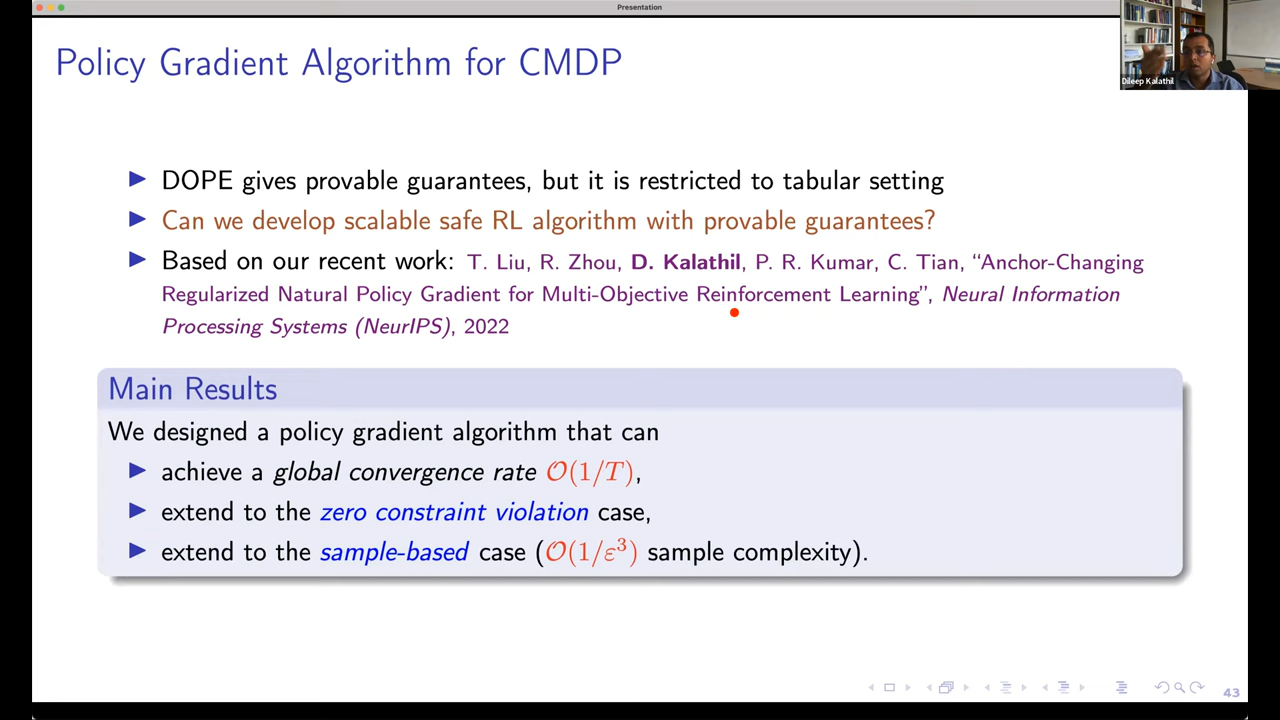 Presentation
Policy Gradient Algorithm for CMDP
Dileep Kalathil
▶ DOPE gives provable guarantees, but it is restricted to tabular setting
▶ Can we develop scalable safe RL algorithm with provable guarantees?
▶ Based on our recent work: T. Liu, R. Zhou, D. Kalathil, P. R. Kumar, C. Tian, “Anchor-Changing
Regularized Natural Policy Gradient for Multi-Objective Reinforcement Learning”, Neural Information
Processing Systems (NeurIPS), 2022
Main Results
We designed a policy gradient algorithm that can
▶ achieve a global convergence rate O(1/T),
▶ extend to the zero constraint violation case,
▶ extend to the sample-based case (O(1/ε³) sample complexity).
43